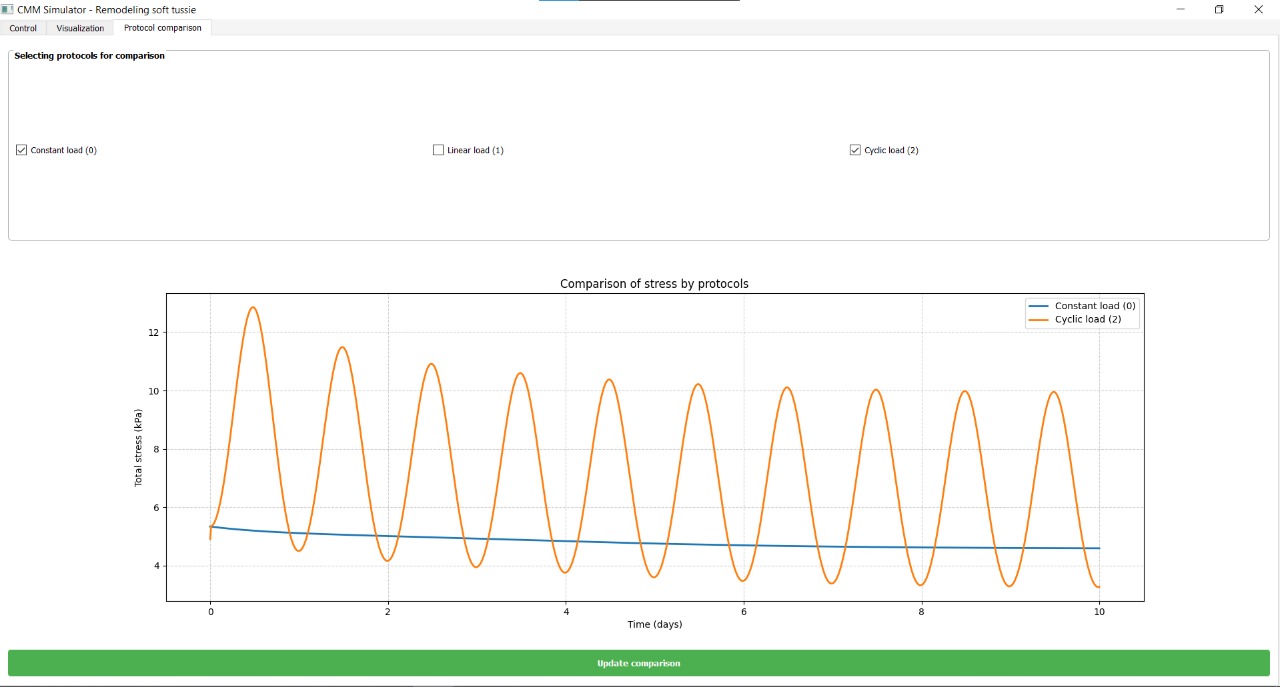 CMM Simulator - Remodeling soft tussie
Control Visualization Protocol comparison
Selecting protocols for comparison
Constant load (0) Linear load (1) Cyclic load (2)
Comparison of stress by protocols
Constant load (0)
Cyclic load (2)
Total stress (kPa)
12
10
8
6
4
0 2 4 6 8 10
Time (days)
Update comparison